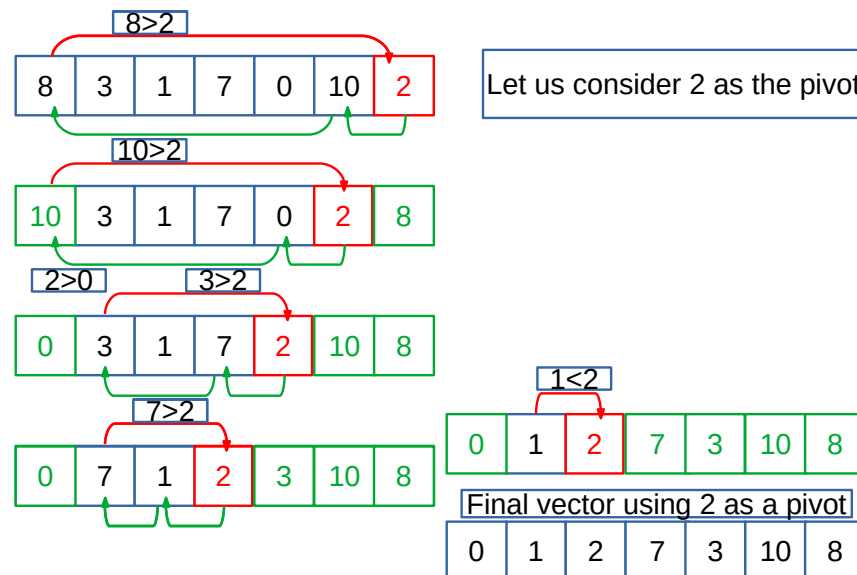 8>2
8 3 1 7 0 10 2
Let us consider 2 as the pivot
10>2
10 3 1 7 0 2 8
2>0 3>2
0 3 1 7 2 10 8
7>2
0 7 1 2 3 10 8
1<2
0 1 2 7 3 10 8
Final vector using 2 as a pivot
0 1 2 7 3 10 8